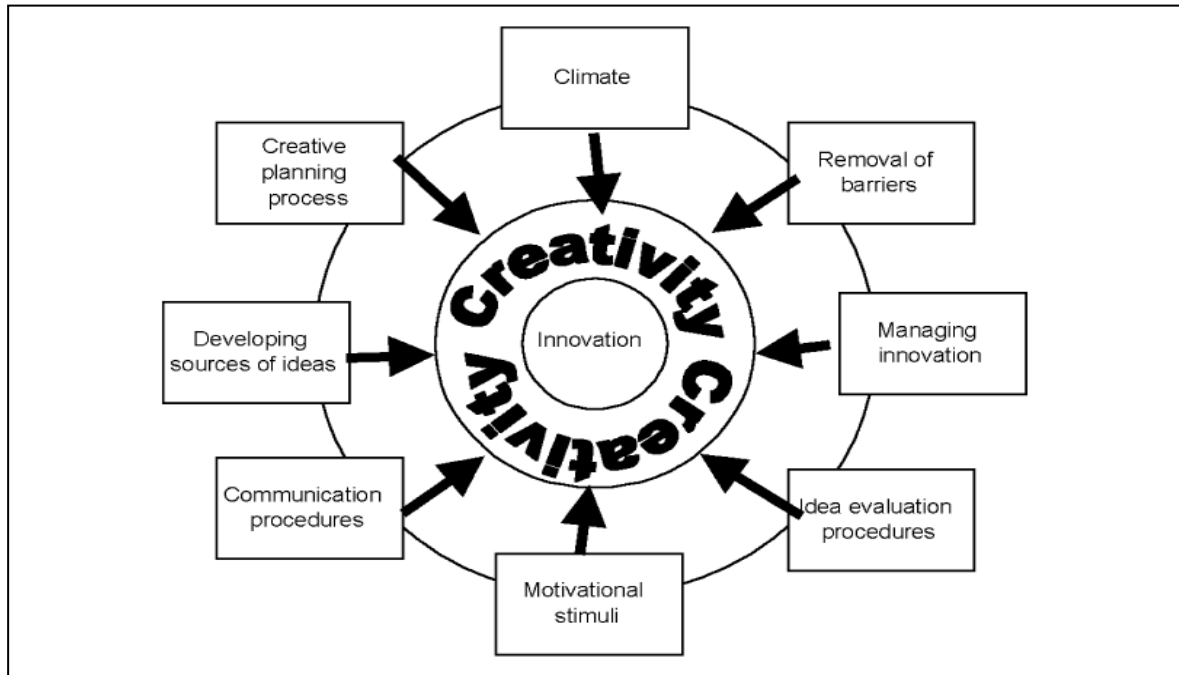 Climate
Creative
planning
process
Removal of
barriers
Creativity Creativity
Innovation
Developing
sources of ideas
Managing
innovation
Communication
procedures
Idea evaluation
procedures
Motivational
stimuli